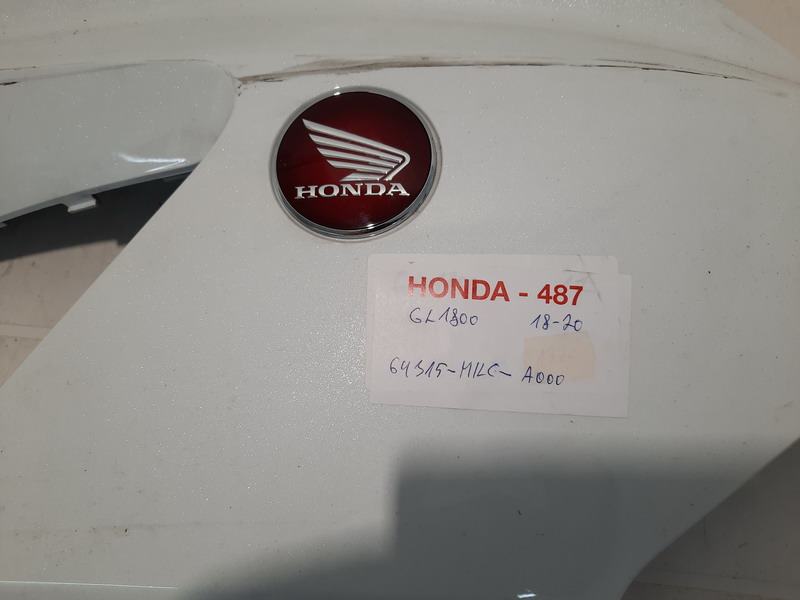 HONDA
HONDA - 487
GL1800 18-20
64315-MKC-A000